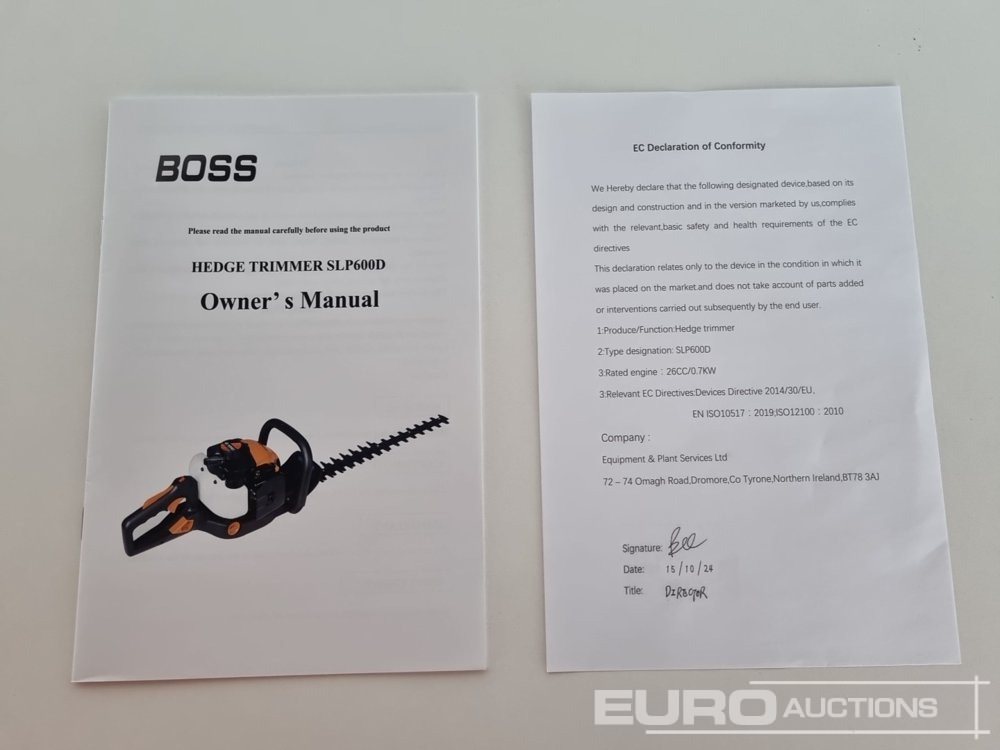 BOSS
Please read the manual carefully before using the product
HEDGE TRIMMER SLP600D
Owner's Manual
EC Declaration of Conformity
We Hereby declare that the following designated device,based on its
design and construction and in the version marketed by us,complies
with the relevant,basic safety and health requirements of the EC
directives
This declaration relates only to the device in the condition in which it
was placed on the market.and does not take account of parts added
or interventions carried out subsequently by the end user.
1:Produce/Function:Hedge trimmer
2:Type designation: SLP600D
3:Rated engine : 26CC/0.7KW
3:Relevant EC Directives:Devices Directive 2014/30/EU,
EN ISO10517 : 2019,ISO12100 : 2010
Company :
Equipment & Plant Services Ltd
72 – 74 Omagh Road,Dromore,Co Tyrone,Northern Ireland,BT78 3AJ
Signature:
Date: 15/10/24
Title: DIRECTOR
EURO AUCTIONS